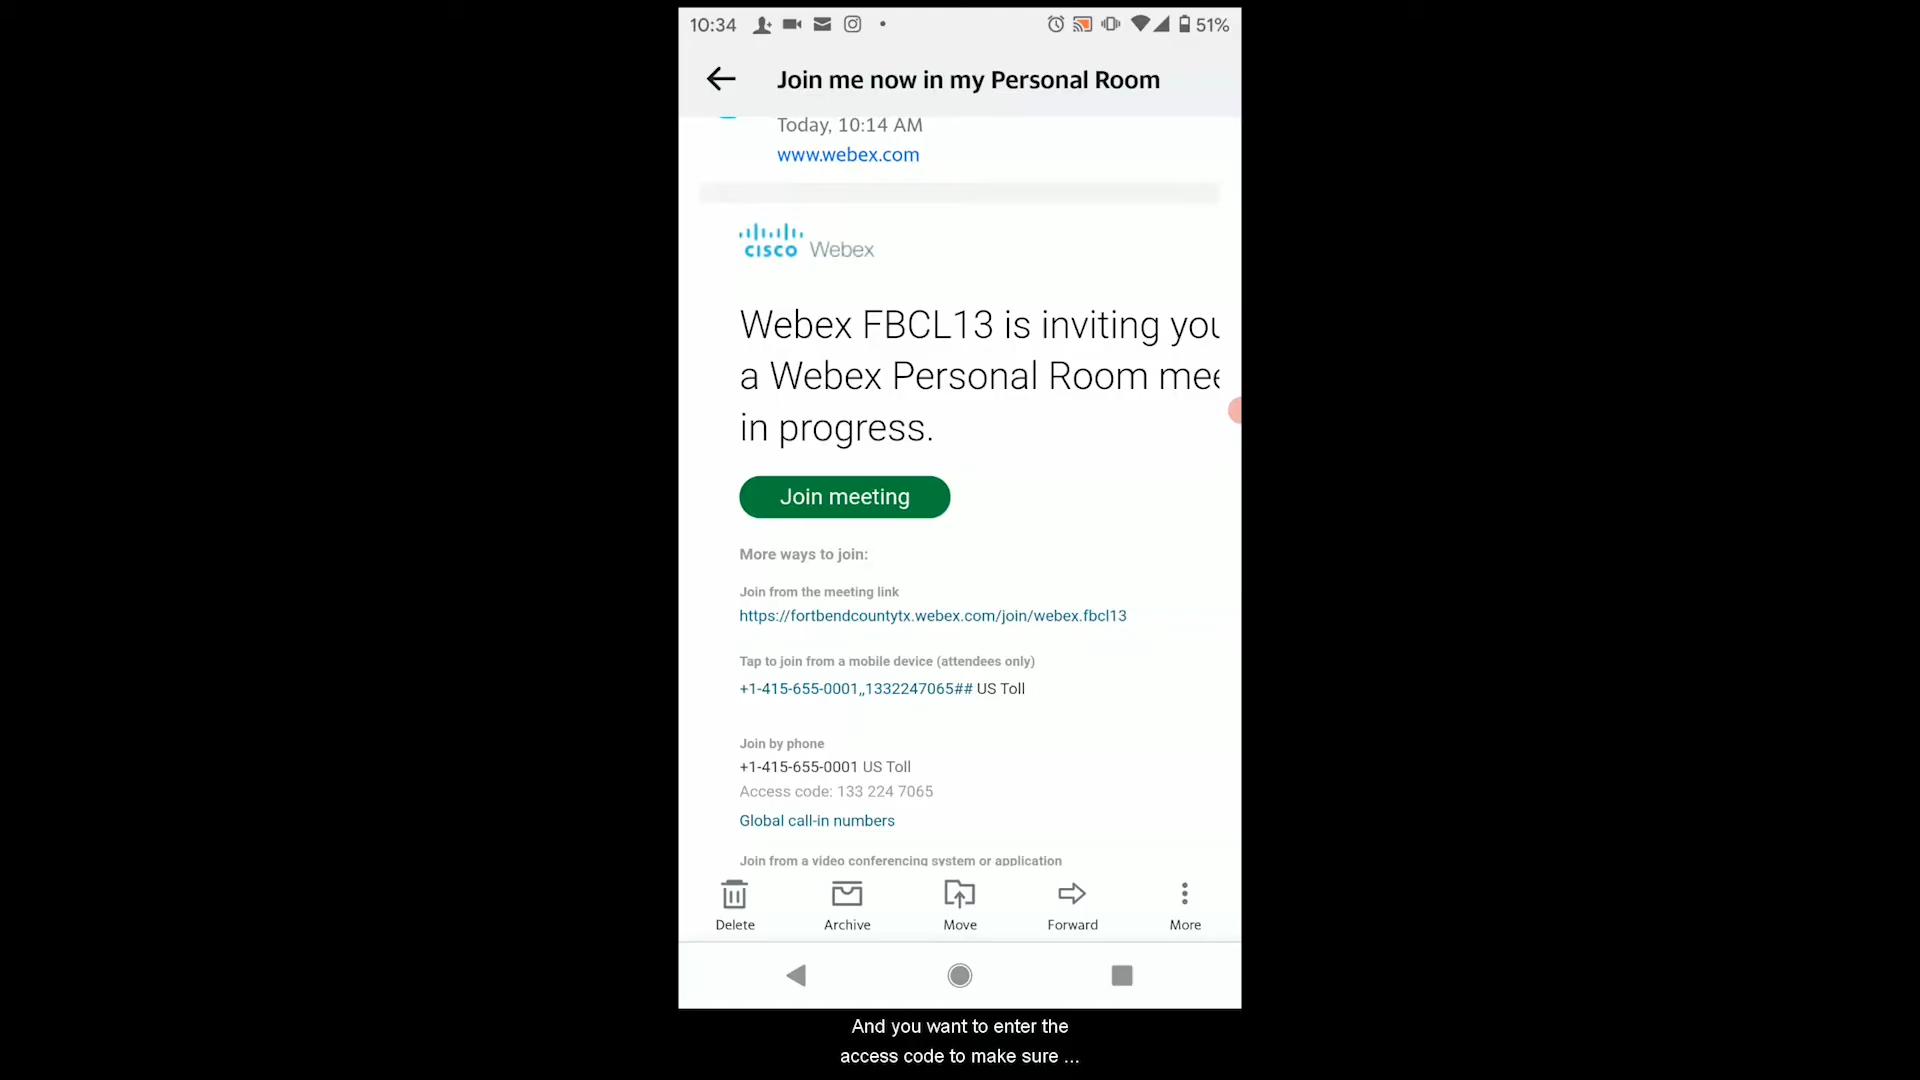 10:34
51%
Join me now in my Personal Room
Today, 10:14 AM
www.webex.com
CISCO Webex
Webex FBCL13 is inviting you
a Webex Personal Room mee
in progress.
Join meeting
More ways to join:
Join from the meeting link
https://fortbendcountytx.webex.com/join/webex.fbcl13
Tap to join from a mobile device (attendees only)
+1-415-655-0001,,1332247065## US Toll
Join by phone
+1-415-655-0001 US Toll
Access code: 133 224 7065
Global call-in numbers
Join from a video conferencing system or application
Delete Archive Move Forward More
And you want to enter the
access code to make sure ...